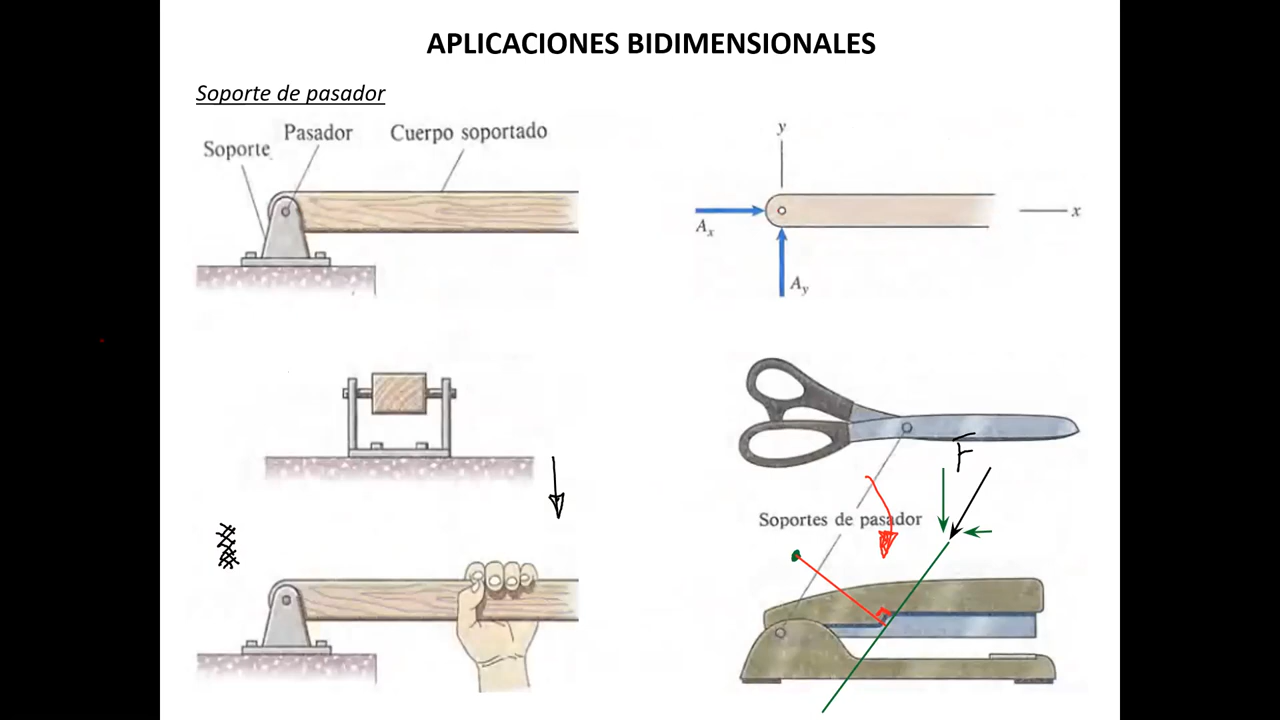 APLICACIONES BIDIMENSIONALES
Soporte de pasador
Pasador
Cuerpo soportado
Soporte
y
x
Ax
Ay
F
Soportes de pasador